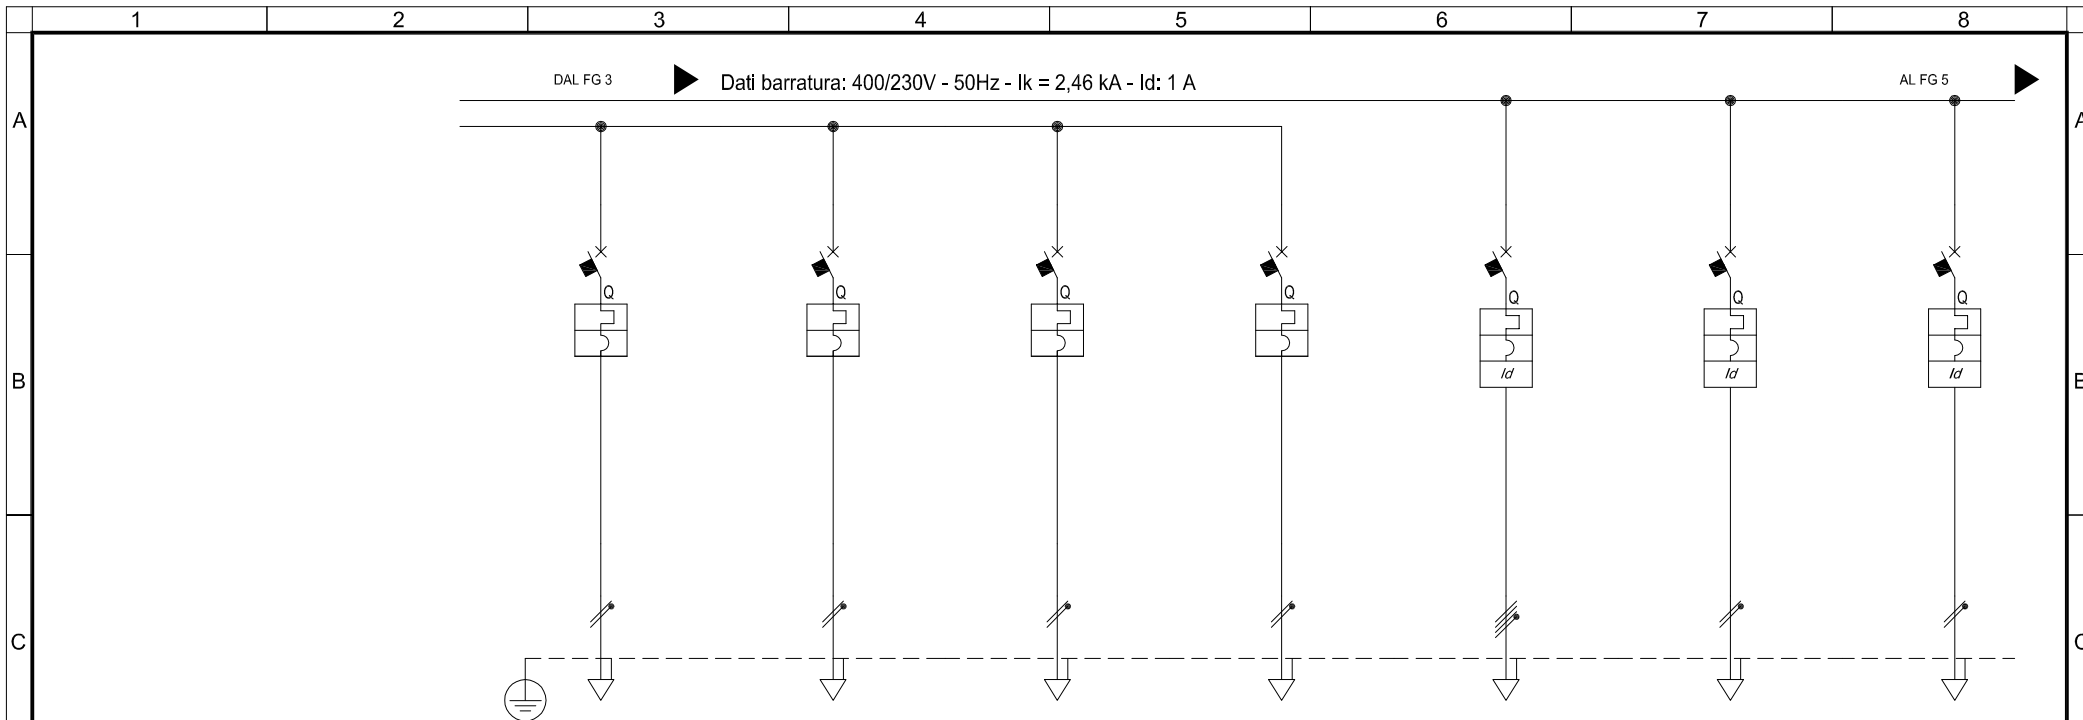 1 2 3 4 5 6 7 8
DAL FG 3 Dati barratura: 400/230V - 50Hz - Ik = 2,46 kA - Id: 1 A AL FG 5
A A
Q Q Q Q Q Q Q
Id Id Id
B B
C C